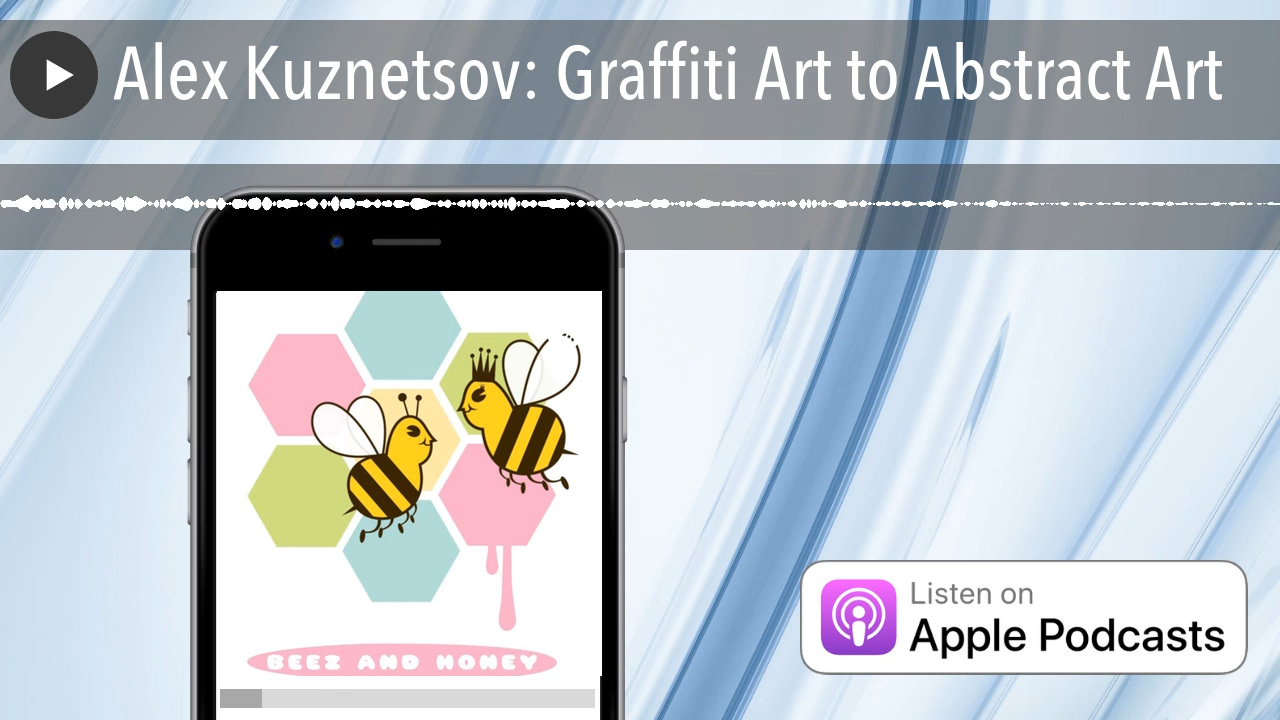 Alex Kuznetsov: Graffiti Art to Abstract Art
BEEZ AND HONEY
Listen on
Apple Podcasts